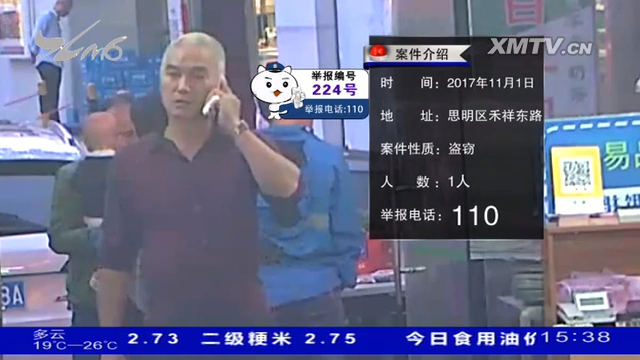 XMTV.CN
举报编号
224号
举报电话:110
案件介绍
时 间：2017年11月1日
地 址：思明区禾祥东路
案件性质：盗窃
人 数：1人
举报电话：110
易
8A
多云
19℃—26℃
2.73 二级粳米 2.75 今日食用油价
15:38